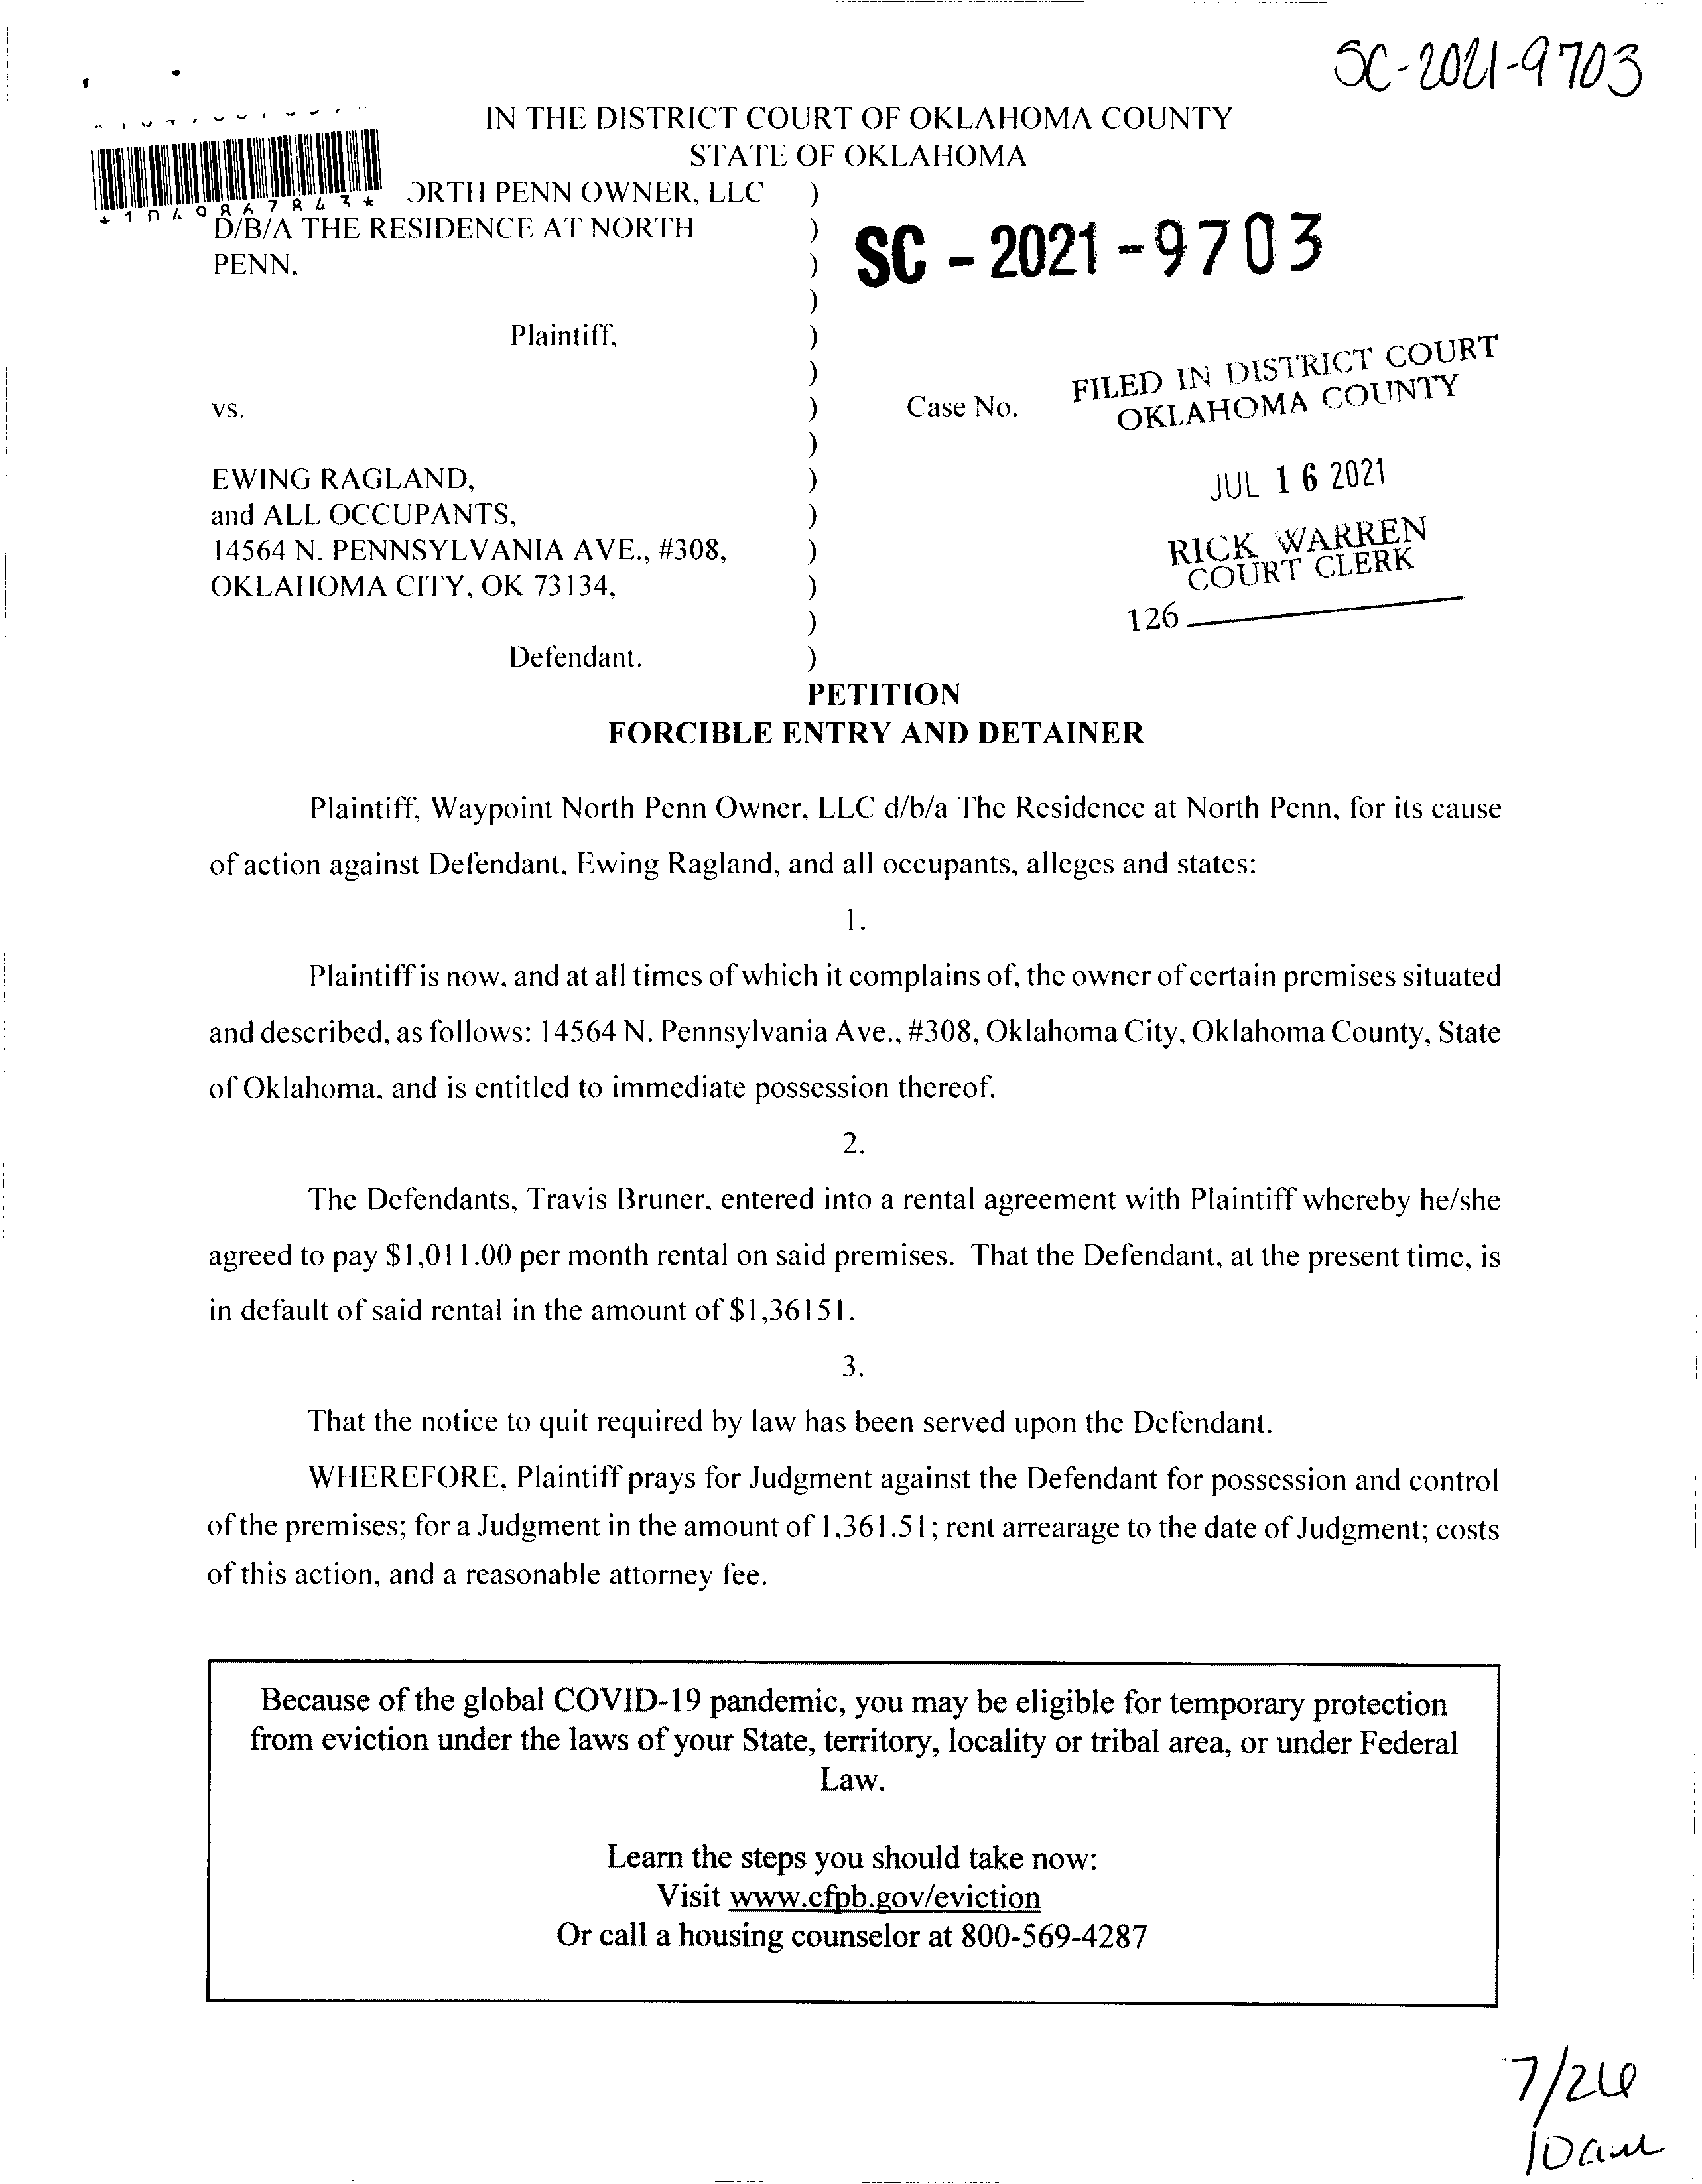 SC-2021-9703
IN THE DISTRICT COURT OF OKLAHOMA COUNTY
STATE OF OKLAHOMA
ORTH PENN OWNER, LLC )
*1049867843*
D/B/A THE RESIDENCE AT NORTH )
PENN, )
SC - 2021 - 9703
)
Plaintiff, )
)
vs. ) Case No.
FILED IN DISTRICT COURT
OKLAHOMA COUNTY
)
EWING RAGLAND, )
JUL 16 2021
and ALL OCCUPANTS, )
14564 N. PENNSYLVANIA AVE., #308, )
RICK WARREN
COURT CLERK
OKLAHOMA CITY, OK 73134, )
126
)
Defendant. )
PETITION
FORCIBLE ENTRY AND DETAINER
Plaintiff, Waypoint North Penn Owner, LLC d/b/a The Residence at North Penn, for its cause
of action against Defendant, Ewing Ragland, and all occupants, alleges and states:
1.
Plaintiff is now, and at all times of which it complains of, the owner of certain premises situated
and described, as follows: 14564 N. Pennsylvania Ave., #308, Oklahoma City, Oklahoma County, State
of Oklahoma, and is entitled to immediate possession thereof.
2.
The Defendants, Travis Bruner, entered into a rental agreement with Plaintiff whereby he/she
agreed to pay $1,011.00 per month rental on said premises. That the Defendant, at the present time, is
in default of said rental in the amount of $1,36151.
3.
That the notice to quit required by law has been served upon the Defendant.
WHEREFORE, Plaintiff prays for Judgment against the Defendant for possession and control
of the premises; for a Judgment in the amount of 1,361.51; rent arrearage to the date of Judgment; costs
of this action, and a reasonable attorney fee.
Because of the global COVID-19 pandemic, you may be eligible for temporary protection
from eviction under the laws of your State, territory, locality or tribal area, or under Federal
Law.
Learn the steps you should take now:
Visit www.cfpb.gov/eviction
Or call a housing counselor at 800-569-4287
7/26
10am